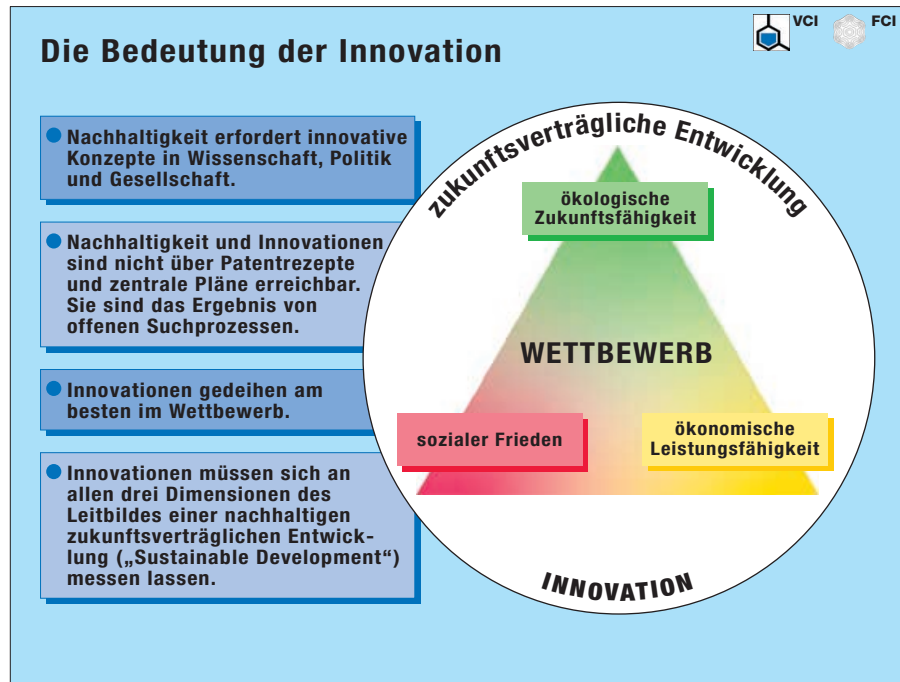 Die Bedeutung der Innovation
VCI
FCI
Nachhaltigkeit erfordert innovative
Konzepte in Wissenschaft, Politik
und Gesellschaft.
Nachhaltigkeit und Innovationen
sind nicht über Patentrezepte
und zentrale Pläne erreichbar.
Sie sind das Ergebnis von
offenen Suchprozessen.
Innovationen gedeihen am
besten im Wettbewerb.
Innovationen müssen sich an
allen drei Dimensionen des
Leitbildes einer nachhaltigen
zukunftsverträglichen Entwick-
lung („Sustainable Development“)
messen lassen.
zukunftsverträgliche Entwicklung
ökologische
Zukunftsfähigkeit
WETTBEWERB
sozialer Frieden
ökonomische
Leistungsfähigkeit
INNOVATION